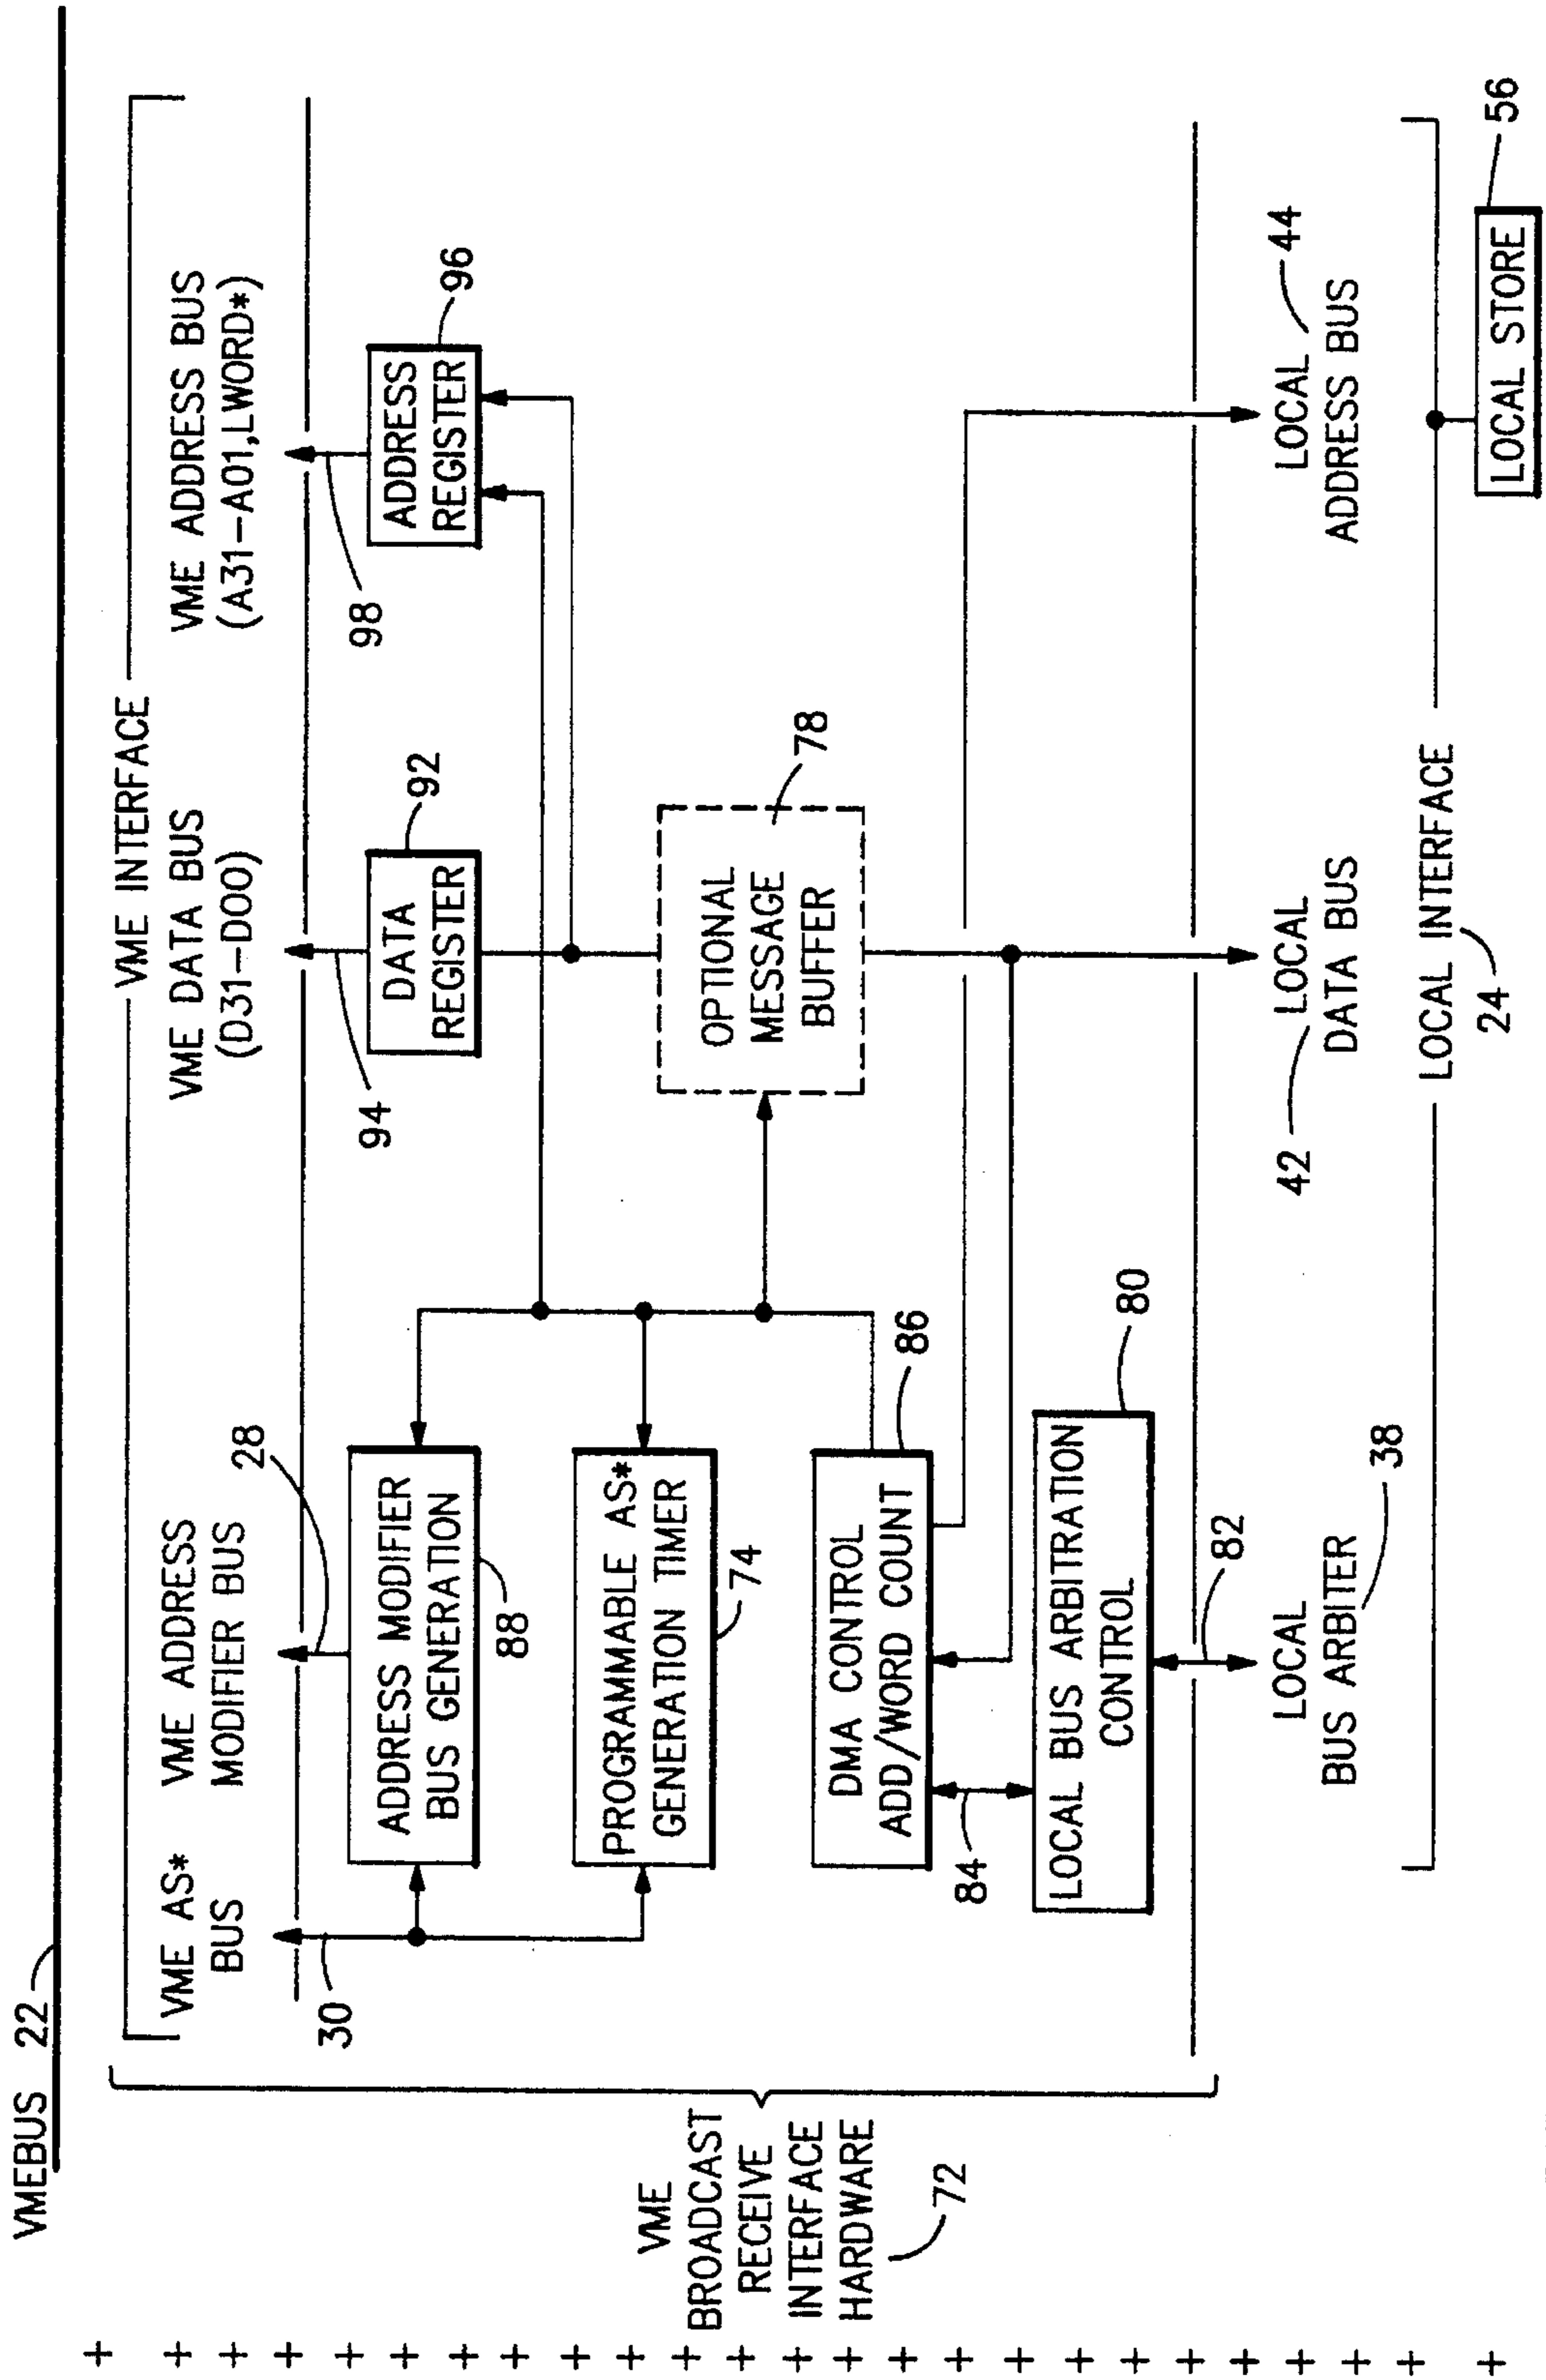 VMEBUS 22
VME INTERFACE
VME AS*
BUS
VME ADDRESS
MODIFIER BUS
VME DATA BUS
(D31-D00)
VME ADDRESS BUS
(A31-A01,LWORD*)
30
28
94
98
ADDRESS MODIFIER
BUS GENERATION
88
DATA
REGISTER
92
ADDRESS
REGISTER
96
PROGRAMMABLE AS*
GENERATION TIMER
74
OPTIONAL
MESSAGE
BUFFER
78
VME
BROADCAST
RECEIVE
INTERFACE
HARDWARE
72
DMA CONTROL
ADD/WORD COUNT
86
84
LOCAL BUS ARBITRATION
CONTROL
80
82
LOCAL
BUS ARBITER
38
42
LOCAL
DATA BUS
LOCAL
ADDRESS BUS
44
LOCAL INTERFACE
24
LOCAL STORE
56
+ + + + + + + + + + + + + + + + + + + + + + + + +